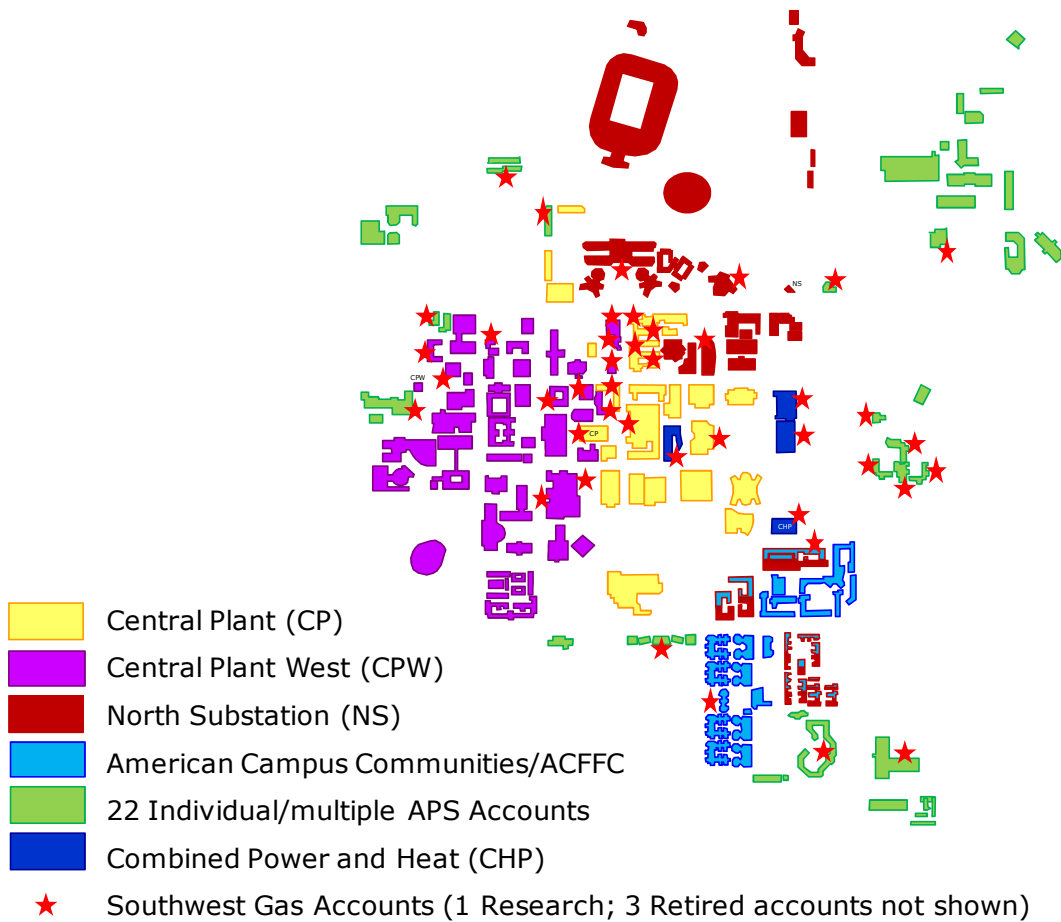 NS
CPW
CP
CHP
Central Plant (CP)
Central Plant West (CPW)
North Substation (NS)
American Campus Communities/ACFFC
22 Individual/multiple APS Accounts
Combined Power and Heat (CHP)
Southwest Gas Accounts (1 Research; 3 Retired accounts not shown)